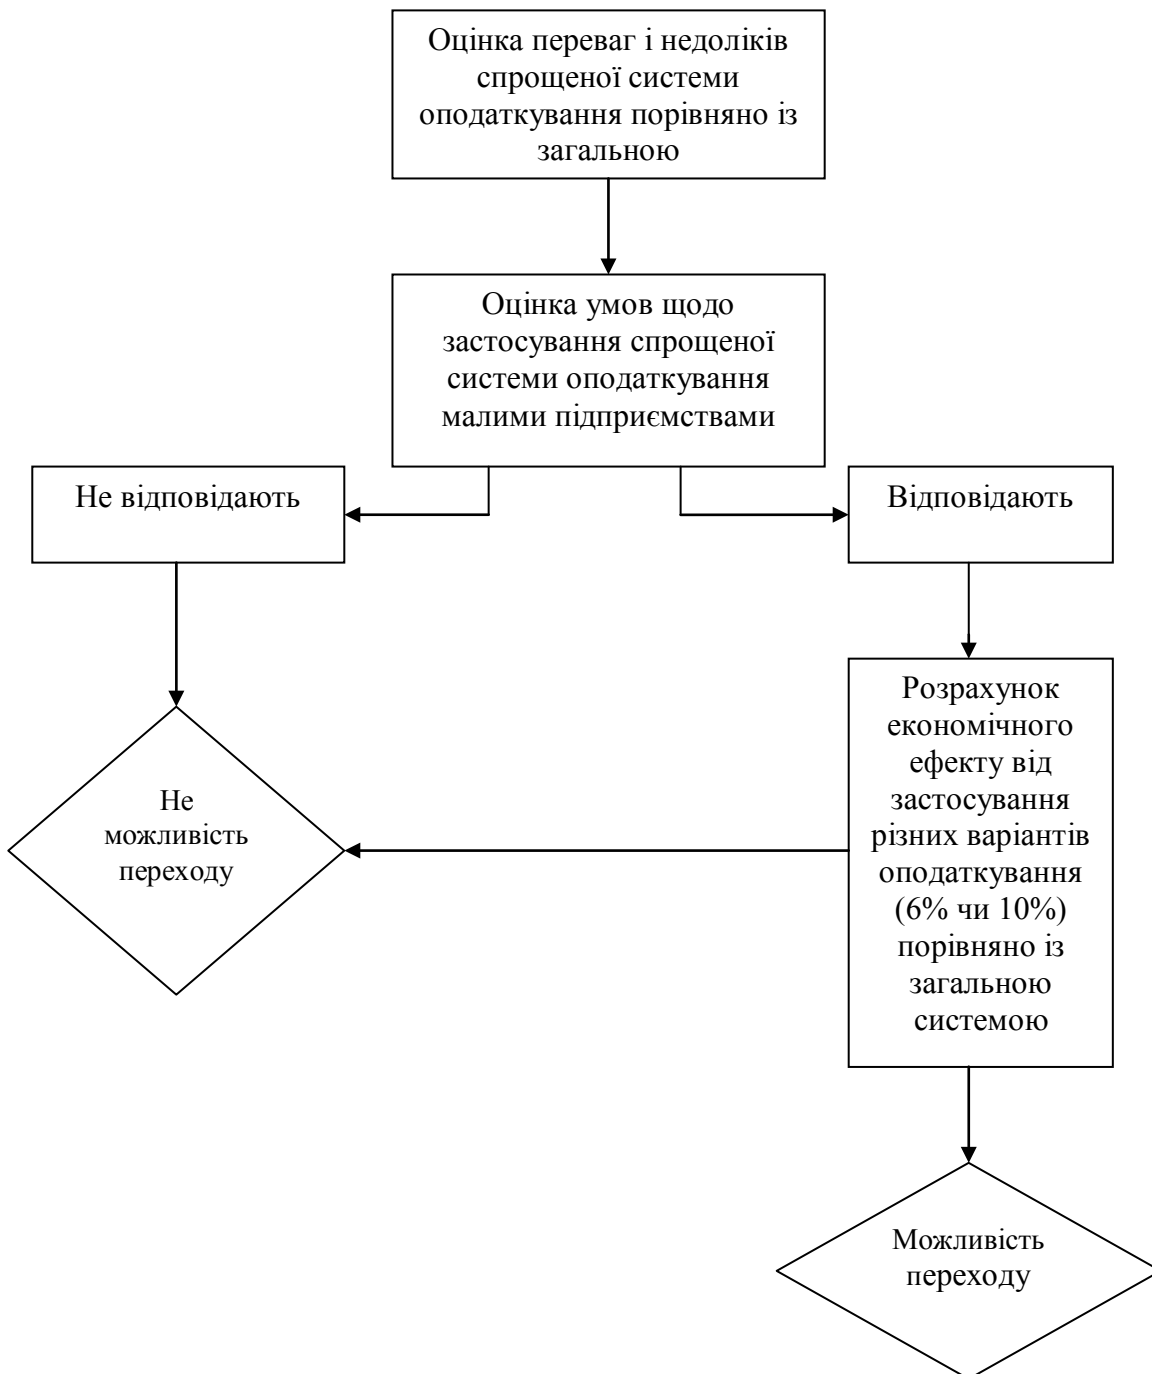 Оцінка переваг і недоліків
спрощеної системи
оподаткування порівняно із
загальною
Оцінка умов щодо
застосування спрощеної
системи оподаткування
малими підприємствами
Не відповідають
Відповідають
Розрахунок
економічного
ефекту від
застосування
різних варіантів
оподаткування
(6% чи 10%)
порівняно із
загальною
системою
Не
можливість
переходу
Можливість
переходу